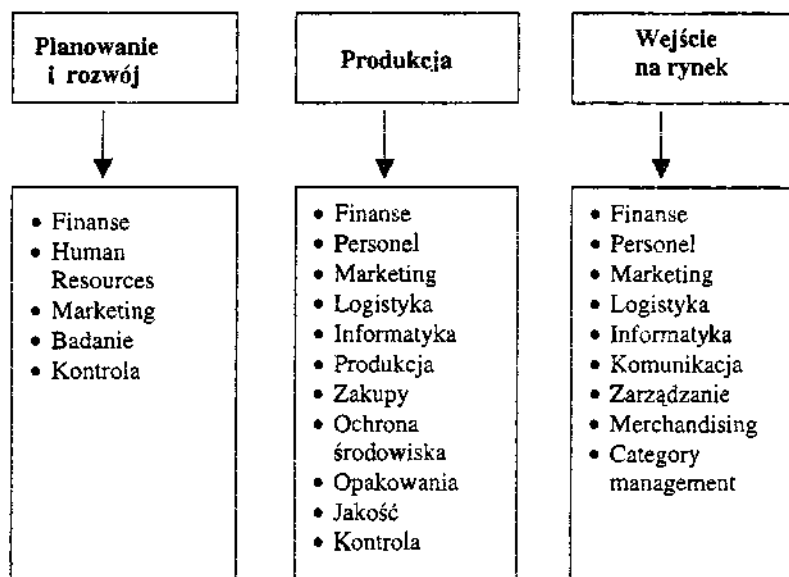 Planowanie
i rozwój
• Finanse
• Human
Resources
• Marketing
• Badanie
• Kontrola
Produkcja
• Finanse
• Personel
• Marketing
• Logistyka
• Informatyka
• Produkcja
• Zakupy
• Ochrona
środowiska
• Opakowania
• Jakość
• Kontrola
Wejście
na rynek
• Finanse
• Personel
• Marketing
• Logistyka
• Informatyka
• Komunikacja
• Zarządzanie
• Merchandising
• Category
management